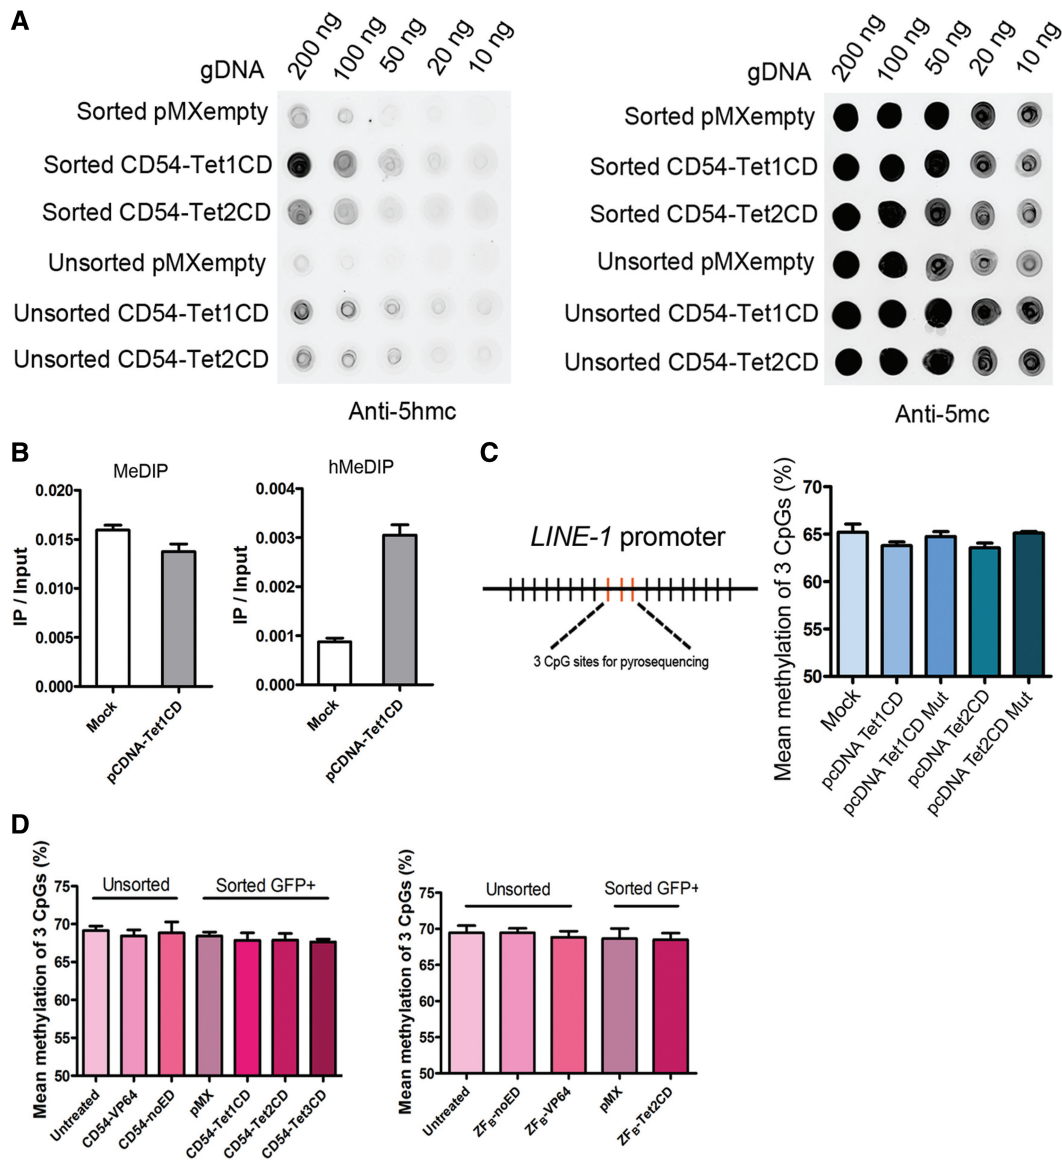 A
gDNA
200 ng
100 ng
50 ng
20 ng
10 ng
Sorted pMXempty
Sorted CD54-Tet1CD
Sorted CD54-Tet2CD
Unsorted pMXempty
Unsorted CD54-Tet1CD
Unsorted CD54-Tet2CD
Anti-5hmc
gDNA
200 ng
100 ng
50 ng
20 ng
10 ng
Sorted pMXempty
Sorted CD54-Tet1CD
Sorted CD54-Tet2CD
Unsorted pMXempty
Unsorted CD54-Tet1CD
Unsorted CD54-Tet2CD
Anti-5mc
B
MeDIP
IP / Input
0.020
0.015
0.010
0.005
0.000
Mock
pCDNA-Tet1CD
hMeDIP
IP / Input
0.004
0.003
0.002
0.001
0.000
Mock
pCDNA-Tet1CD
C
LINE-1 promoter
3 CpG sites for pyrosequencing
Mean methylation of 3 CpGs (%)
70
65
60
55
50
Mock
pcDNA Tet1CD
pcDNA Tet1CD Mut
pcDNA Tet2CD
pcDNA Tet2CD Mut
D
Mean methylation of 3 CpGs (%)
75
70
65
60
55
50
Unsorted
Sorted GFP+
Untreated
CD54-VP64
CD54-noED
pMX
CD54-Tet1CD
CD54-Tet2CD
CD54-Tet3CD
Mean methylation of 3 CpGs (%)
75
70
65
60
55
50
Unsorted
Sorted GFP+
Untreated
ZFB-noED
ZFB-VP64
pMX
ZFB-Tet2CD